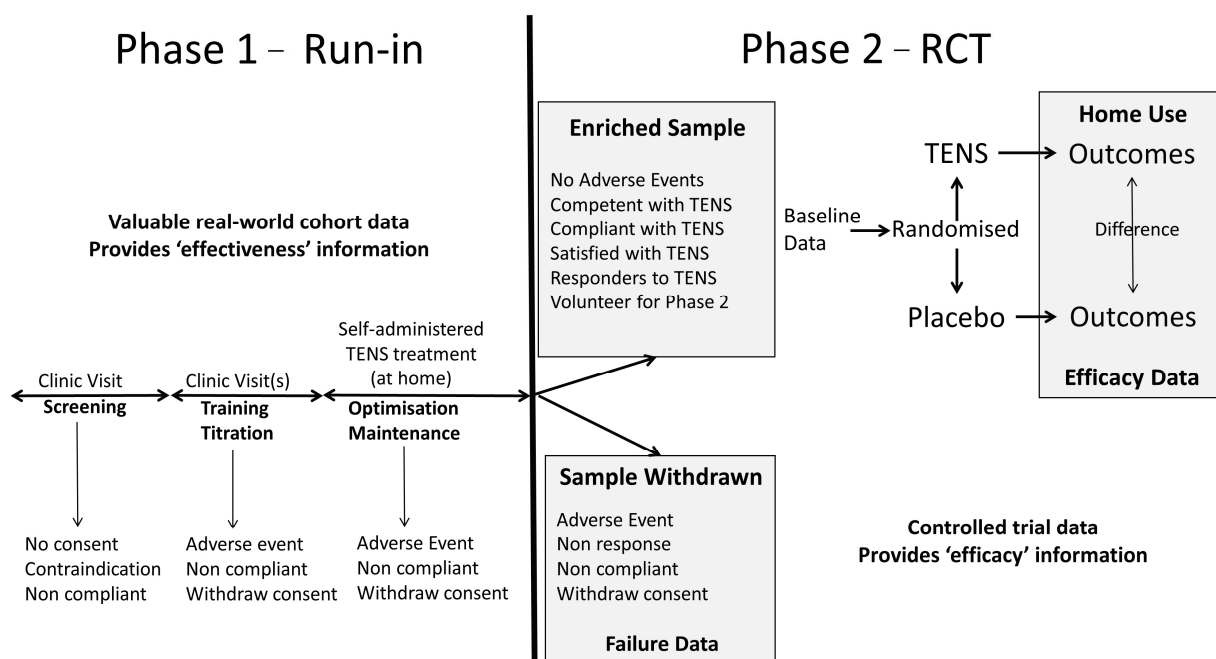 Phase 1 – Run-in
Valuable real-world cohort data
Provides 'effectiveness' information
Clinic Visit
Screening
Clinic Visit(s)
Training
Titration
Self-administered
TENS treatment
(at home)
Optimisation
Maintenance
No consent
Contraindication
Non compliant
Adverse event
Non compliant
Withdraw consent
Adverse Event
Non compliant
Withdraw consent
Phase 2 – RCT
Enriched Sample
No Adverse Events
Competent with TENS
Compliant with TENS
Satisfied with TENS
Responders to TENS
Volunteer for Phase 2
Baseline
Data
Randomised
TENS
Placebo
Home Use
Outcomes
Difference
Outcomes
Efficacy Data
Sample Withdrawn
Adverse Event
Non response
Non compliant
Withdraw consent
Failure Data
Controlled trial data
Provides 'efficacy' information